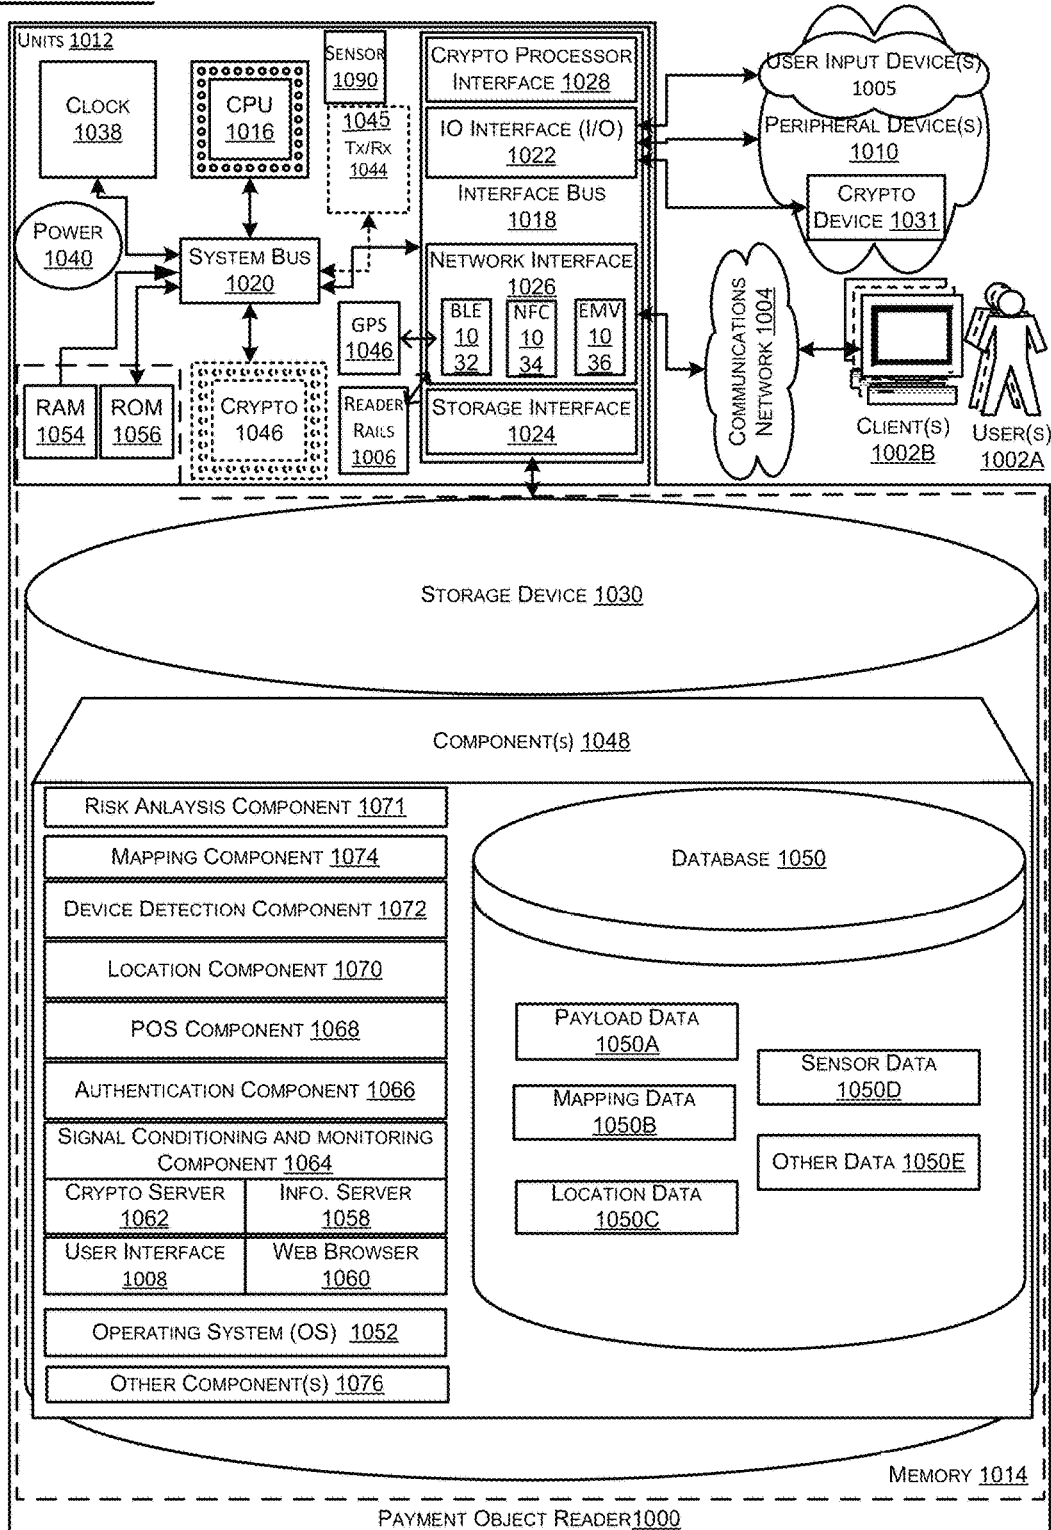 UNITS 1012
CLOCK
1038
CPU
1016
SENSOR
1090
1045
TX/RX
1044
POWER
1040
SYSTEM BUS
1020
RAM
1054
ROM
1056
CRYPTO
1046
GPS
1046
READER
RAILS
1006
CRYPTO PROCESSOR
INTERFACE 1028
IO INTERFACE (I/O)
1022
INTERFACE BUS
1018
NETWORK INTERFACE
1026
BLE
10
32
NFC
10
34
EMV
10
36
STORAGE INTERFACE
1024
USER INPUT DEVICE(S)
1005
PERIPHERAL DEVICE(S)
1010
CRYPTO
DEVICE 1031
COMMUNICATIONS
NETWORK 1004
CLIENT(S)
1002B
USER(S)
1002A
STORAGE DEVICE 1030
COMPONENT(S) 1048
RISK ANLAYSIS COMPONENT 1071
MAPPING COMPONENT 1074
DEVICE DETECTION COMPONENT 1072
LOCATION COMPONENT 1070
POS COMPONENT 1068
AUTHENTICATION COMPONENT 1066
SIGNAL CONDITIONING AND MONITORING
COMPONENT 1064
CRYPTO SERVER
1062
INFO. SERVER
1058
USER INTERFACE
1008
WEB BROWSER
1060
OPERATING SYSTEM (OS) 1052
OTHER COMPONENT(S) 1076
DATABASE 1050
PAYLOAD DATA
1050A
MAPPING DATA
1050B
LOCATION DATA
1050C
SENSOR DATA
1050D
OTHER DATA 1050E
MEMORY 1014
PAYMENT OBJECT READER1000